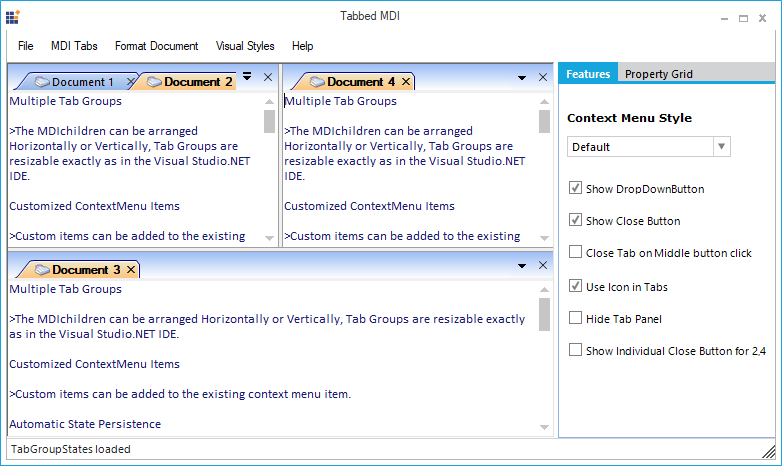 Tabbed MDI
File MDI Tabs Format Document Visual Styles Help
Document 1 Document 2
Multiple Tab Groups
>The MDIchildren can be arranged
Horizontally or Vertically, Tab Groups are
resizable exactly as in the Visual Studio.NET
IDE.
Customized ContextMenu Items
>Custom items can be added to the existing
Document 4
Multiple Tab Groups
>The MDIchildren can be arranged
Horizontally or Vertically, Tab Groups are
resizable exactly as in the Visual Studio.NET
IDE.
Customized ContextMenu Items
>Custom items can be added to the existing
Document 3
Multiple Tab Groups
>The MDIchildren can be arranged Horizontally or Vertically, Tab Groups are resizable exactly
as in the Visual Studio.NET IDE.
Customized ContextMenu Items
>Custom items can be added to the existing context menu item.
Automatic State Persistence
Features Property Grid
Context Menu Style
Default
Show DropDownButton
Show Close Button
Close Tab on Middle button click
Use Icon in Tabs
Hide Tab Panel
Show Individual Close Button for 2,4
TabGroupStates loaded